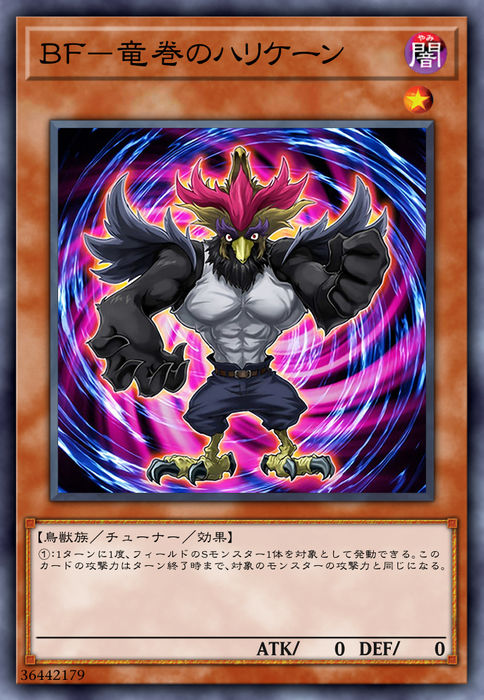 BF－竜巻のハリケーン
やみ
闇
【鳥獣族／チューナー／効果】
①:1ターンに1度、フィールドのSモンスター1体を対象として発動できる。この
カードの攻撃力はターン終了時まで、対象のモンスターの攻撃力と同じになる。
ATK/ 0 DEF/ 0
36442179